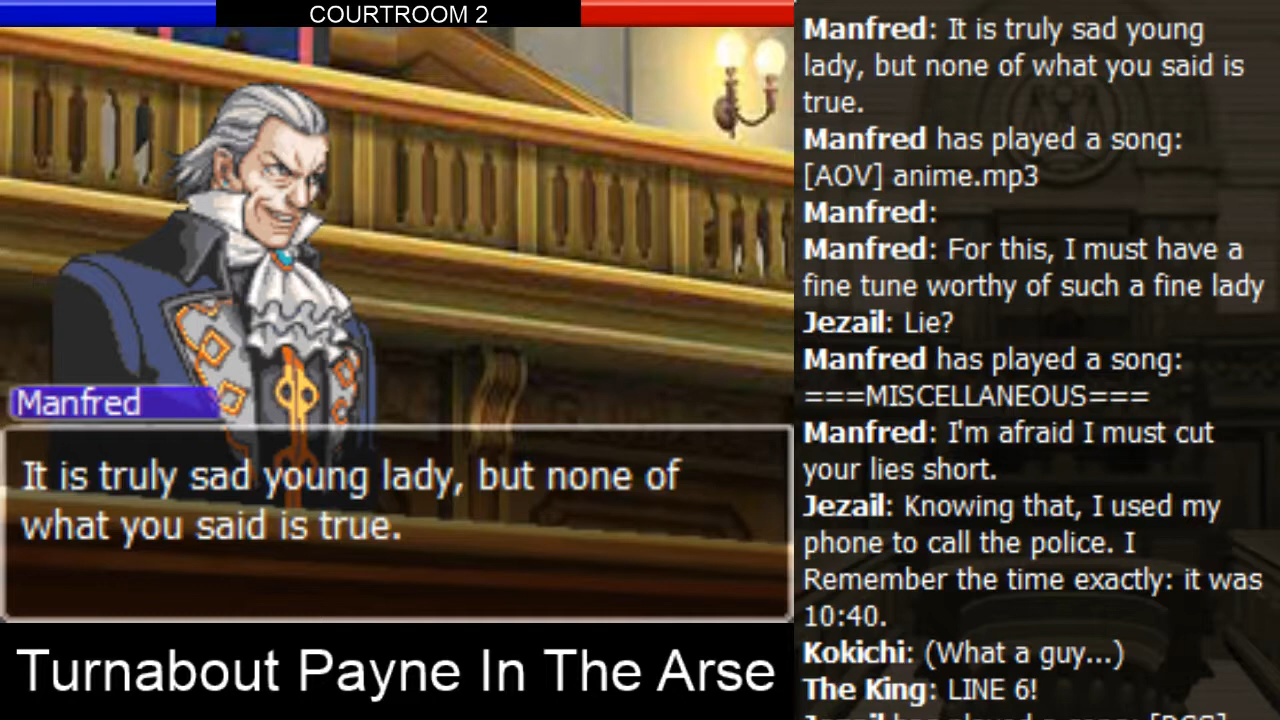 COURTROOM 2
Manfred
It is truly sad young lady, but none of
what you said is true.
Turnabout Payne In The Arse
Manfred: It is truly sad young
lady, but none of what you said is
true.
Manfred has played a song:
[AOV] anime.mp3
Manfred:
Manfred: For this, I must have a
fine tune worthy of such a fine lady
Jezail: Lie?
Manfred has played a song:
===MISCELLANEOUS===
Manfred: I'm afraid I must cut
your lies short.
Jezail: Knowing that, I used my
phone to call the police. I
Remember the time exactly: it was
10:40.
Kokichi: (What a guy...)
The King: LINE 6!